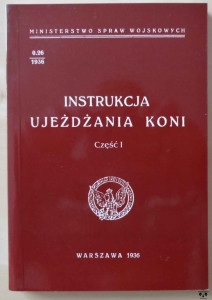 MINISTERSTWO SPRAW WOJSKOWYCH
0.26
1936
INSTRUKCJA
UJEŻDŻANIA KONI
Część I
WARSZAWA 1936